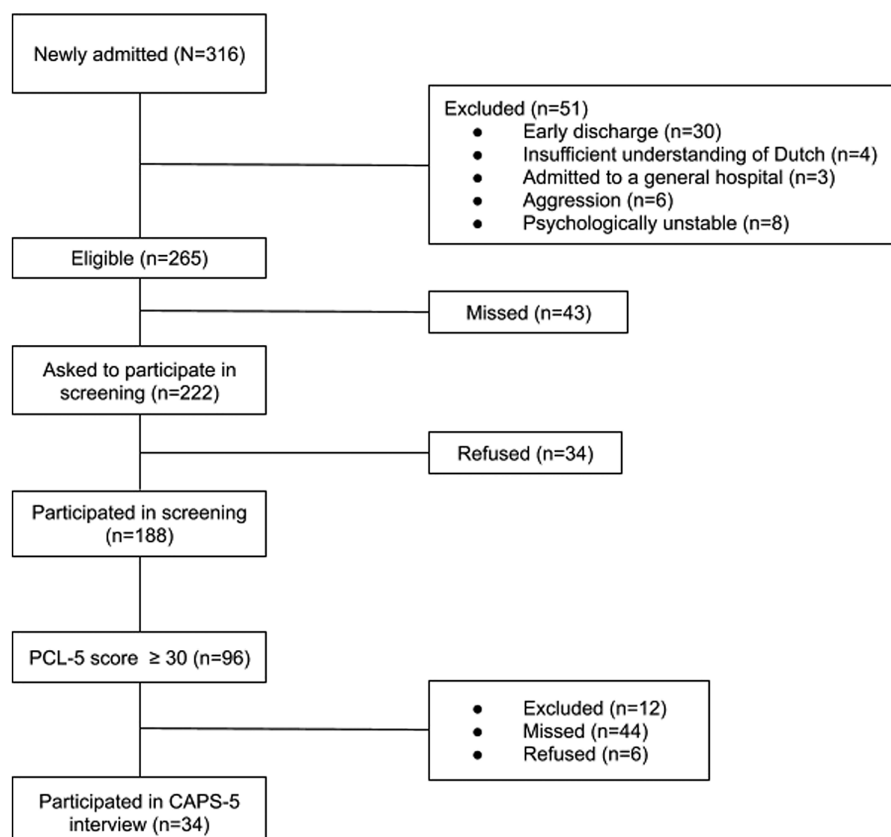 Newly admitted (N=316)
Excluded (n=51)
● Early discharge (n=30)
● Insufficient understanding of Dutch (n=4)
● Admitted to a general hospital (n=3)
● Aggression (n=6)
● Psychologically unstable (n=8)
Eligible (n=265)
Missed (n=43)
Asked to participate in
screening (n=222)
Refused (n=34)
Participated in screening
(n=188)
PCL-5 score ≥ 30 (n=96)
● Excluded (n=12)
● Missed (n=44)
● Refused (n=6)
Participated in CAPS-5
interview (n=34)